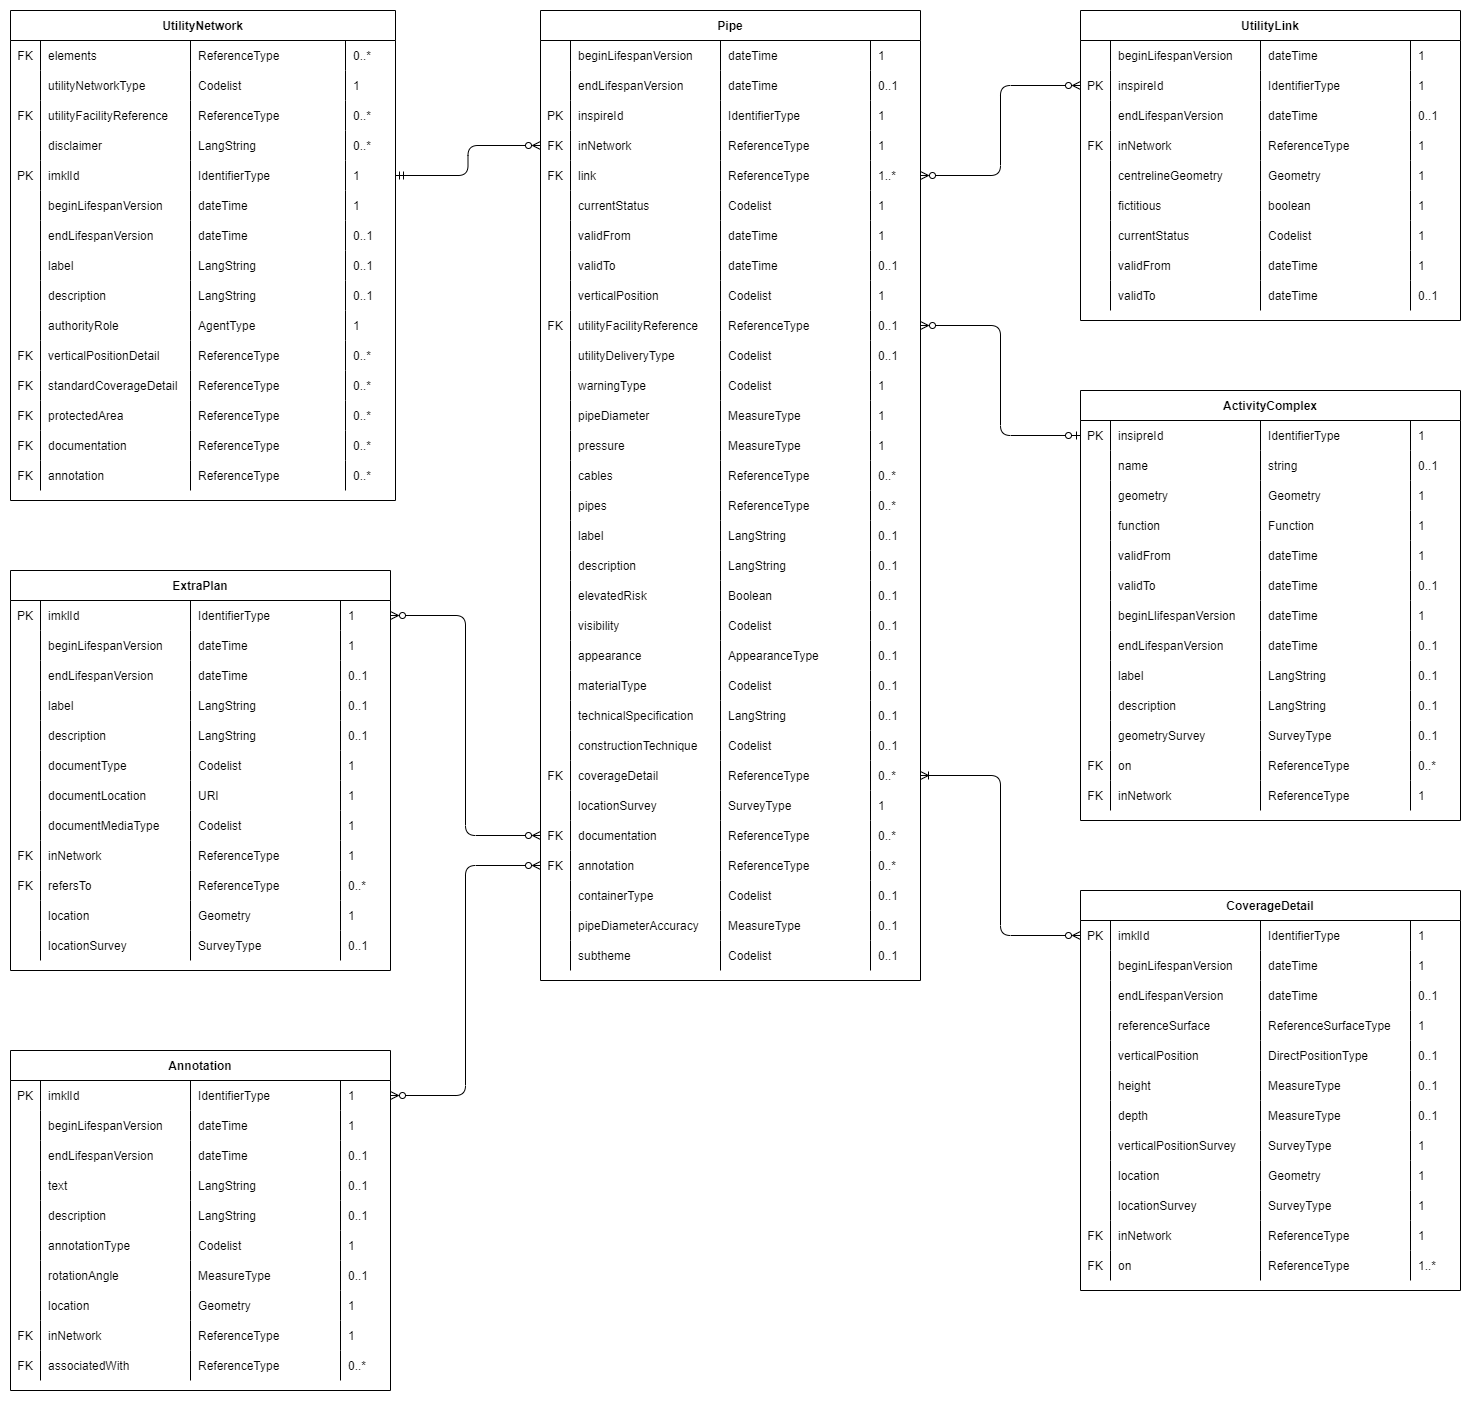 UtilityNetwork
FK elements ReferenceType 0..*
utilityNetworkType Codelist 1
FK utilityFacilityReference ReferenceType 0..*
disclaimer LangString 0..*
PK imklId IdentifierType 1
beginLifespanVersion dateTime 1
endLifespanVersion dateTime 0..1
label LangString 0..1
description LangString 0..1
authorityRole AgentType 1
FK verticalPositionDetail ReferenceType 0..*
FK standardCoverageDetail ReferenceType 0..*
FK protectedArea ReferenceType 0..*
FK documentation ReferenceType 0..*
FK annotation ReferenceType 0..*
ExtraPlan
PK imklId IdentifierType 1
beginLifespanVersion dateTime 1
endLifespanVersion dateTime 0..1
label LangString 0..1
description LangString 0..1
documentType Codelist 1
documentLocation URI 1
documentMediaType Codelist 1
FK inNetwork ReferenceType 1
FK refersTo ReferenceType 0..*
location Geometry 1
locationSurvey SurveyType 0..1
Annotation
PK imklId IdentifierType 1
beginLifespanVersion dateTime 1
endLifespanVersion dateTime 0..1
text LangString 0..1
description LangString 0..1
annotationType Codelist 1
rotationAngle MeasureType 0..1
location Geometry 1
FK inNetwork ReferenceType 1
FK associatedWith ReferenceType 0..*
Pipe
beginLifespanVersion dateTime 1
endLifespanVersion dateTime 0..1
PK inspireId IdentifierType 1
FK inNetwork ReferenceType 1
FK link ReferenceType 1..*
currentStatus Codelist 1
validFrom dateTime 1
validTo dateTime 0..1
verticalPosition Codelist 1
FK utilityFacilityReference ReferenceType 0..1
utilityDeliveryType Codelist 0..1
warningType Codelist 1
pipeDiameter MeasureType 1
pressure MeasureType 1
cables ReferenceType 0..*
pipes ReferenceType 0..*
label LangString 0..1
description LangString 0..1
elevatedRisk Boolean 0..1
visibility Codelist 0..1
appearance AppearanceType 0..1
materialType Codelist 0..1
technicalSpecification LangString 0..1
constructionTechnique Codelist 0..1
FK coverageDetail ReferenceType 0..*
locationSurvey SurveyType 1
FK documentation ReferenceType 0..*
FK annotation ReferenceType 0..*
containerType Codelist 0..1
pipeDiameterAccuracy MeasureType 0..1
subtheme Codelist 0..1
UtilityLink
beginLifespanVersion dateTime 1
PK inspireId IdentifierType 1
endLifespanVersion dateTime 0..1
FK inNetwork ReferenceType 1
centrelineGeometry Geometry 1
fictitious boolean 1
currentStatus Codelist 1
validFrom dateTime 1
validTo dateTime 0..1
ActivityComplex
PK insipreId IdentifierType 1
name string 0..1
geometry Geometry 1
function Function 1
validFrom dateTime 1
validTo dateTime 0..1
beginLlifespanVersion dateTime 1
endLifespanVersion dateTime 0..1
label LangString 0..1
description LangString 0..1
geometrySurvey SurveyType 0..1
FK on ReferenceType 0..*
FK inNetwork ReferenceType 1
CoverageDetail
PK imklId IdentifierType 1
beginLifespanVersion dateTime 1
endLifespanVersion dateTime 0..1
referenceSurface ReferenceSurfaceType 1
verticalPosition DirectPositionType 0..1
height MeasureType 0..1
depth MeasureType 0..1
verticalPositionSurvey SurveyType 1
location Geometry 1
locationSurvey SurveyType 1
FK inNetwork ReferenceType 1
FK on ReferenceType 1..*